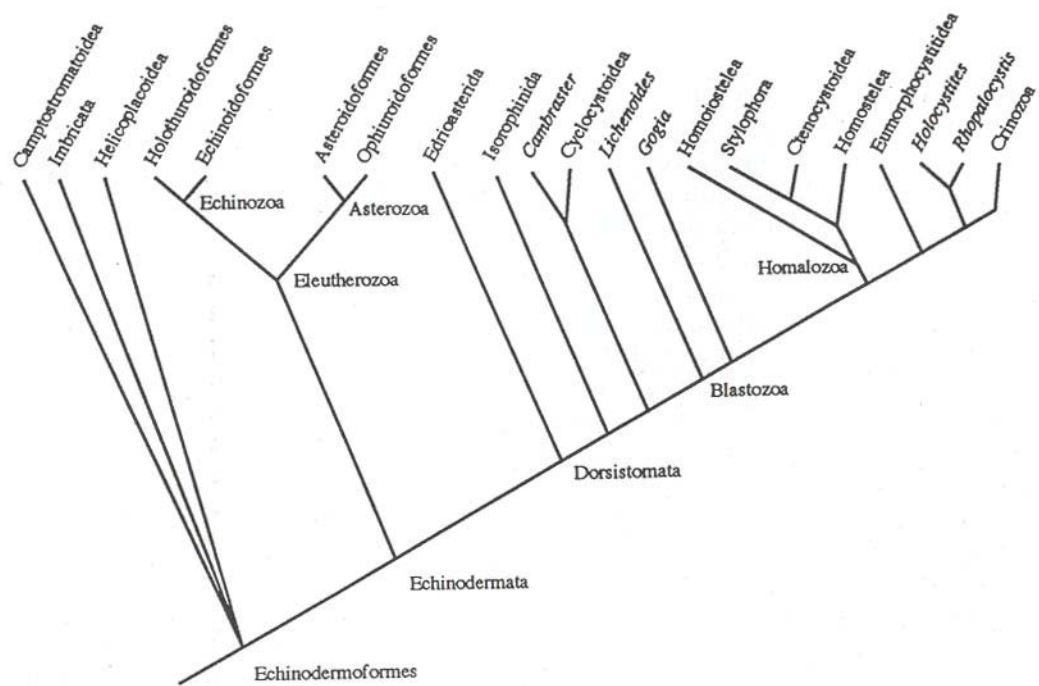 Camptostromatoidea
Imbricata
Helicoplacoidea
Holothuroidoformes
Echinoidoformes
Asteroidoformes
Ophiuroidoformes
Edrioasterida
Isorophinida
Cambraster
Cyclocystoidea
Lichenoides
Gogia
Homoiostelea
Stylophora
Ctenocystoidea
Homostelea
Eumorphocystitidea
Holocystites
Rhopalocystis
Crinozoa
Echinozoa
Asterozoa
Eleutherozoa
Homalozoa
Blastozoa
Dorsistomata
Echinodermata
Echinodermoformes